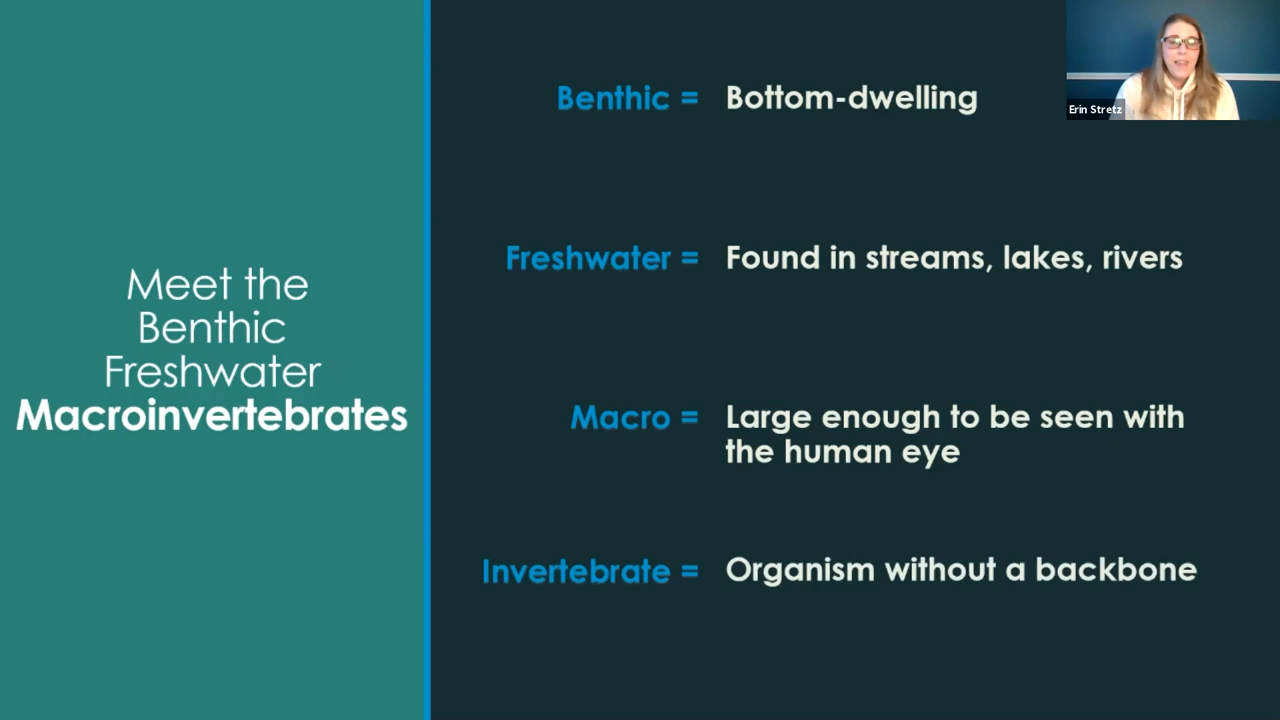 Meet the
Benthic
Freshwater
Macroinvertebrates
Benthic = Bottom-dwelling
Freshwater = Found in streams, lakes, rivers
Macro = Large enough to be seen with
the human eye
Invertebrate = Organism without a backbone
Erin Stretz